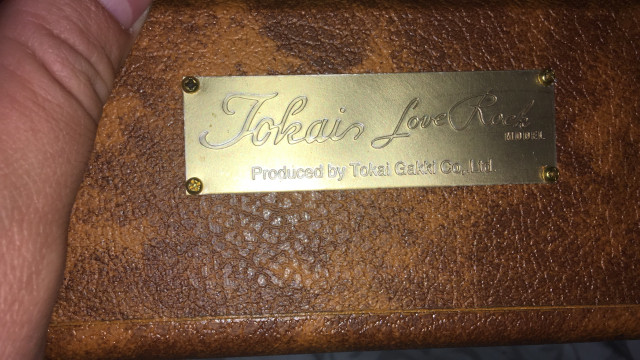 Tokai Love Rock
MODEL
Produced by Tokai Gakki Co, Ltd.